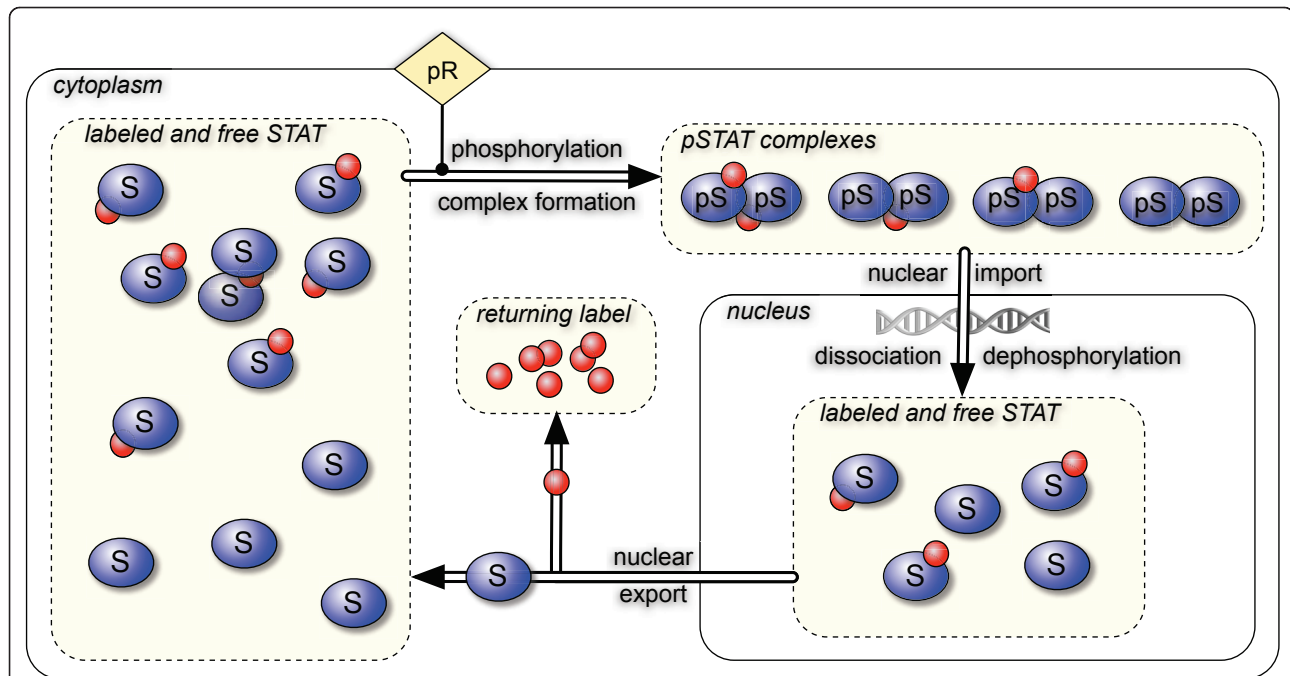 pR
cytoplasm
labeled and free STAT
S
S
S
S
S
S
S
S
S
S
S
S
phosphorylation
complex formation
pSTAT complexes
pS pS
pS pS
pS pS
pS pS
nuclear import
nucleus
dissociation dephosphorylation
labeled and free STAT
S
S
S
S
S
returning label
S
nuclear
export